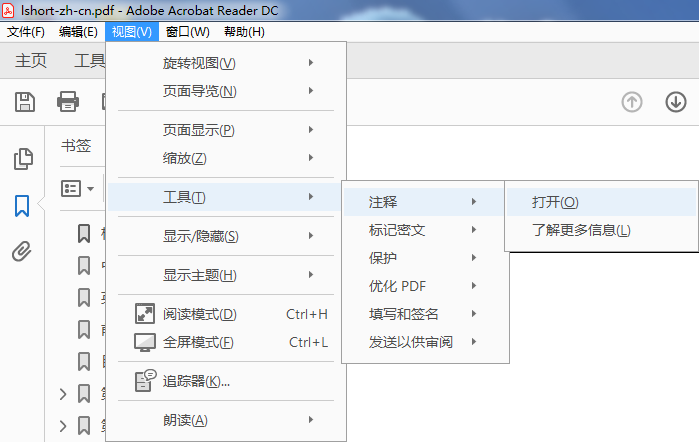 lshort-zh-cn.pdf - Adobe Acrobat Reader DC
文件(F) 编辑(E) 视图(V) 窗口(W) 帮助(H)
主页 工具
书签
旋转视图(V)
页面导览(N)
页面显示(P)
缩放(Z)
工具(T)
显示/隐藏(S)
显示主题(H)
阅读模式(D) Ctrl+H
全屏模式(F) Ctrl+L
追踪器(K)...
朗读(A)
注释
标记密文
保护
优化 PDF
填写和签名
发送以供审阅
打开(O)
了解更多信息(L)